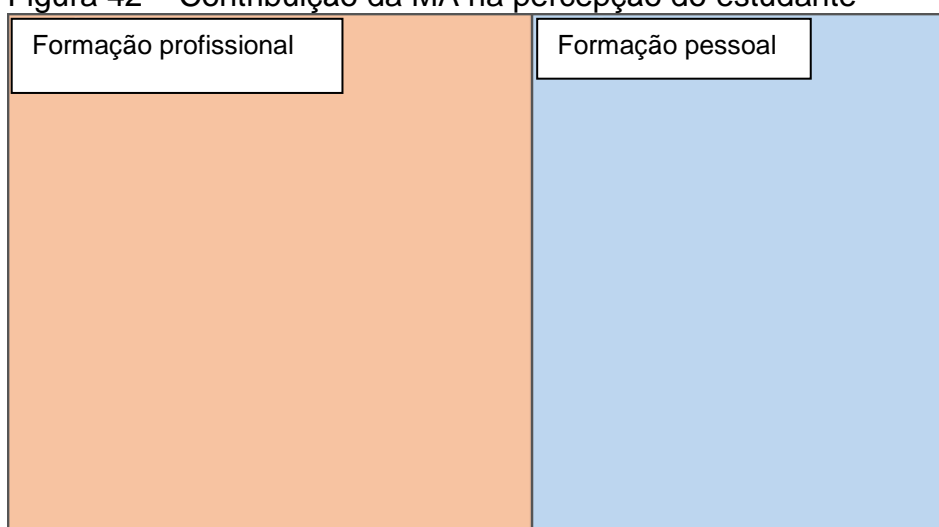 Figura 42 – Contribuição da MA na percepção do estudante
Formação profissional
Formação pessoal